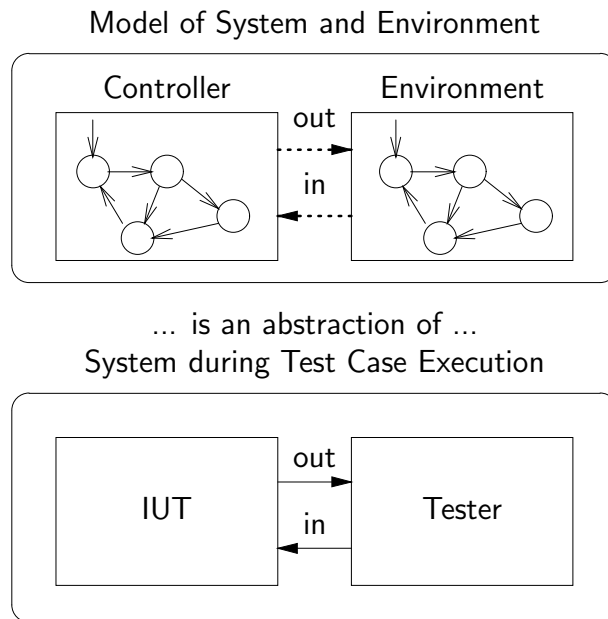 Model of System and Environment
Controller
Environment
out
in
... is an abstraction of ...
System during Test Case Execution
IUT
out
in
Tester